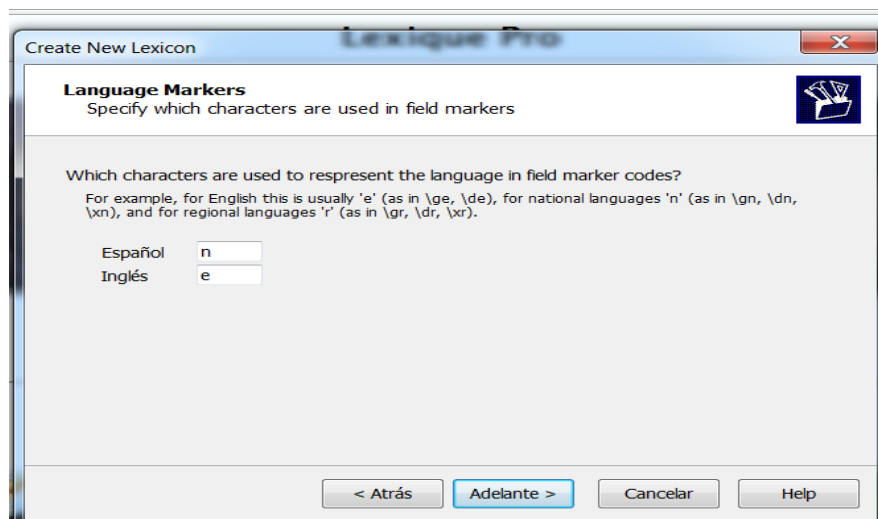 Lexique Pro
Create New Lexicon
Language Markers
Specify which characters are used in field markers
Which characters are used to respresent the language in field marker codes?
For example, for English this is usually 'e' (as in \ge, \de), for national languages 'n' (as in \gn, \dn,
\xn), and for regional languages 'r' (as in \gr, \dr, \xr).
Español n
Inglés e
< Atrás Adelante > Cancelar Help